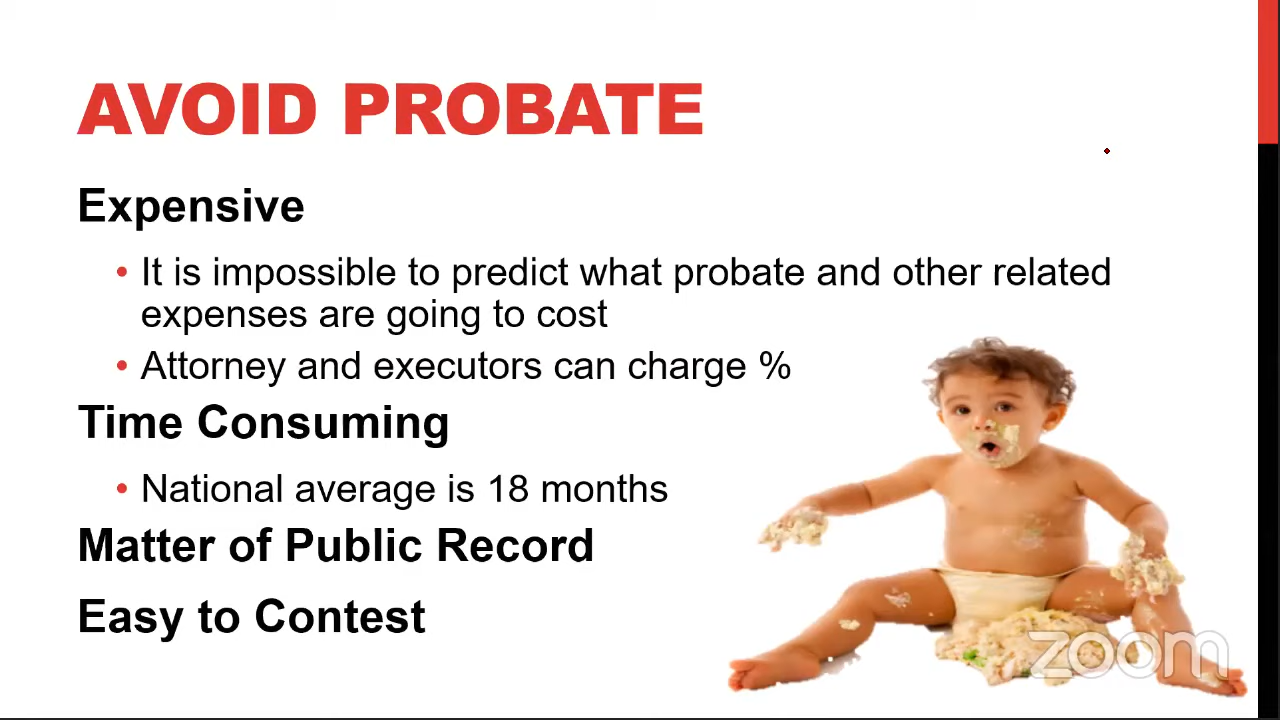 AVOID PROBATE
Expensive
• It is impossible to predict what probate and other related
expenses are going to cost
• Attorney and executors can charge %
Time Consuming
• National average is 18 months
Matter of Public Record
Easy to Contest
zoom